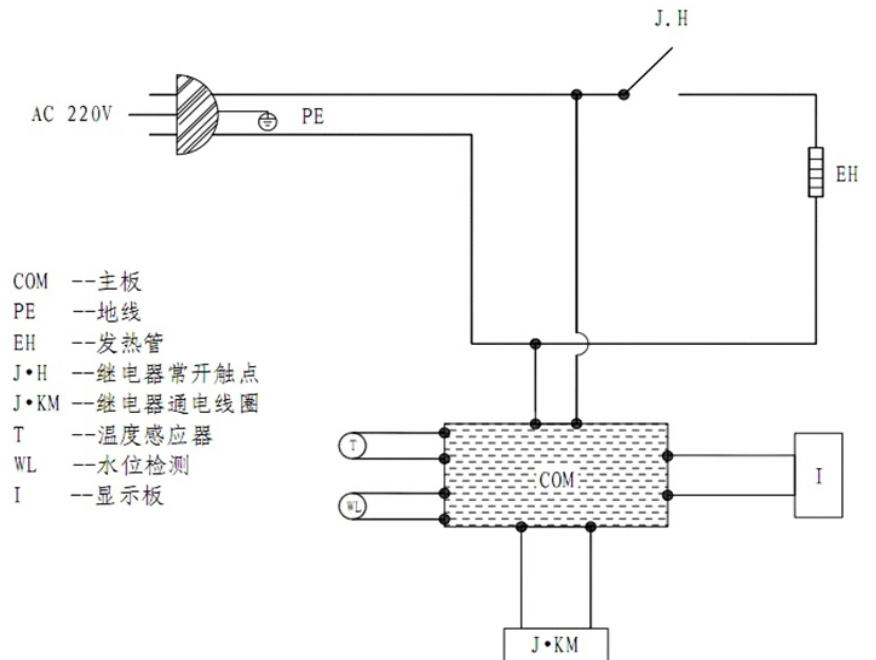 J.H
AC 220V
PE
EH
COM --主板
PE --地线
EH --发热管
J•H --继电器常开触点
J•KM --继电器通电线圈
T --温度感应器
WL --水位检测
I --显示板
T
COM
I
WL
J•KM